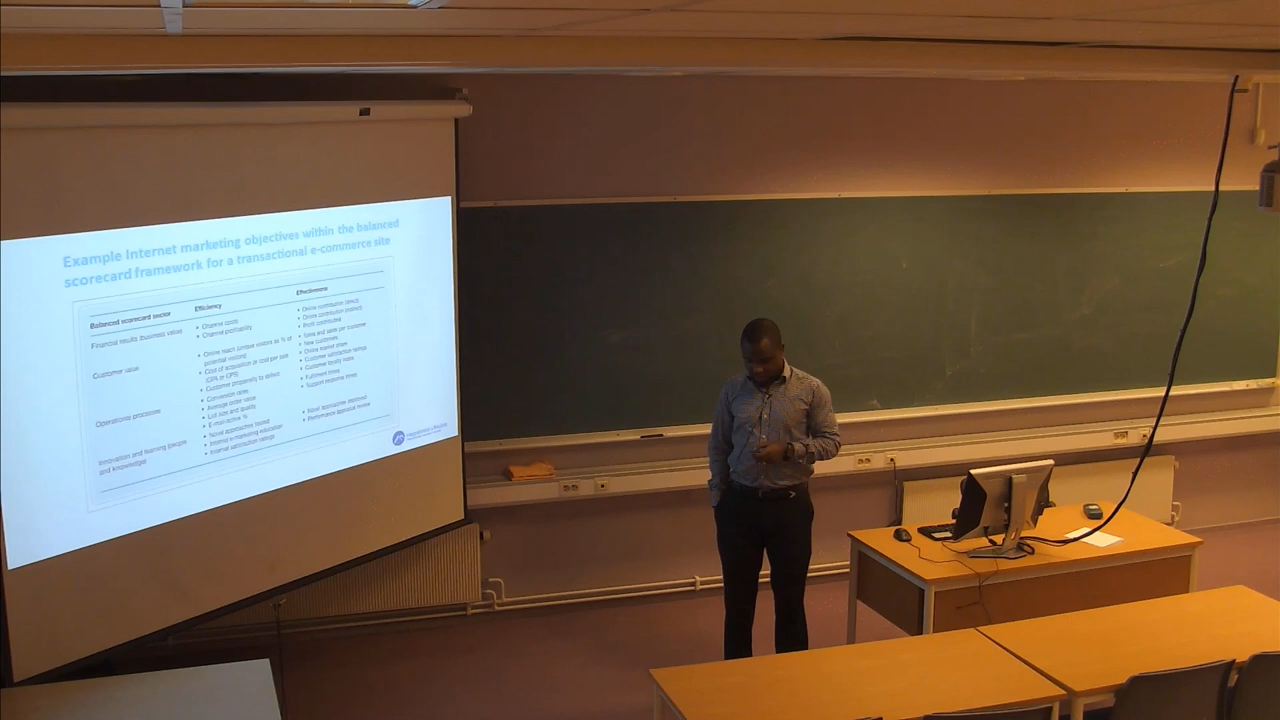 Example Internet marketing objectives within the balanced
scorecard framework for a transactional e-commerce site
Balanced scorecard sector
Efficiency
Effectiveness
Financial results (business value)
• Channel costs
• Channel profitability
• Online contribution (direct)
• Online contribution (indirect)
• Profit contributed
Customer value
• Online reach (unique visitors as % of
potential visitors)
• Cost of acquisition or cost per sale
(CPA or CPS)
• Customer propensity to defect
• Sales and sales per customer
• New customers
• Online market share
• Customer satisfaction ratings
• Customer loyalty index
Operational processes
• Conversion rates
• Average order value
• List size and quality
• E-mail active %
• Fulfilment times
• Support response times
Innovation and learning (people
and knowledge)
• Novel approaches tested
• Internal e-marketing education
• Internal satisfaction ratings
• Novel approaches deployed
• Performance appraisal review